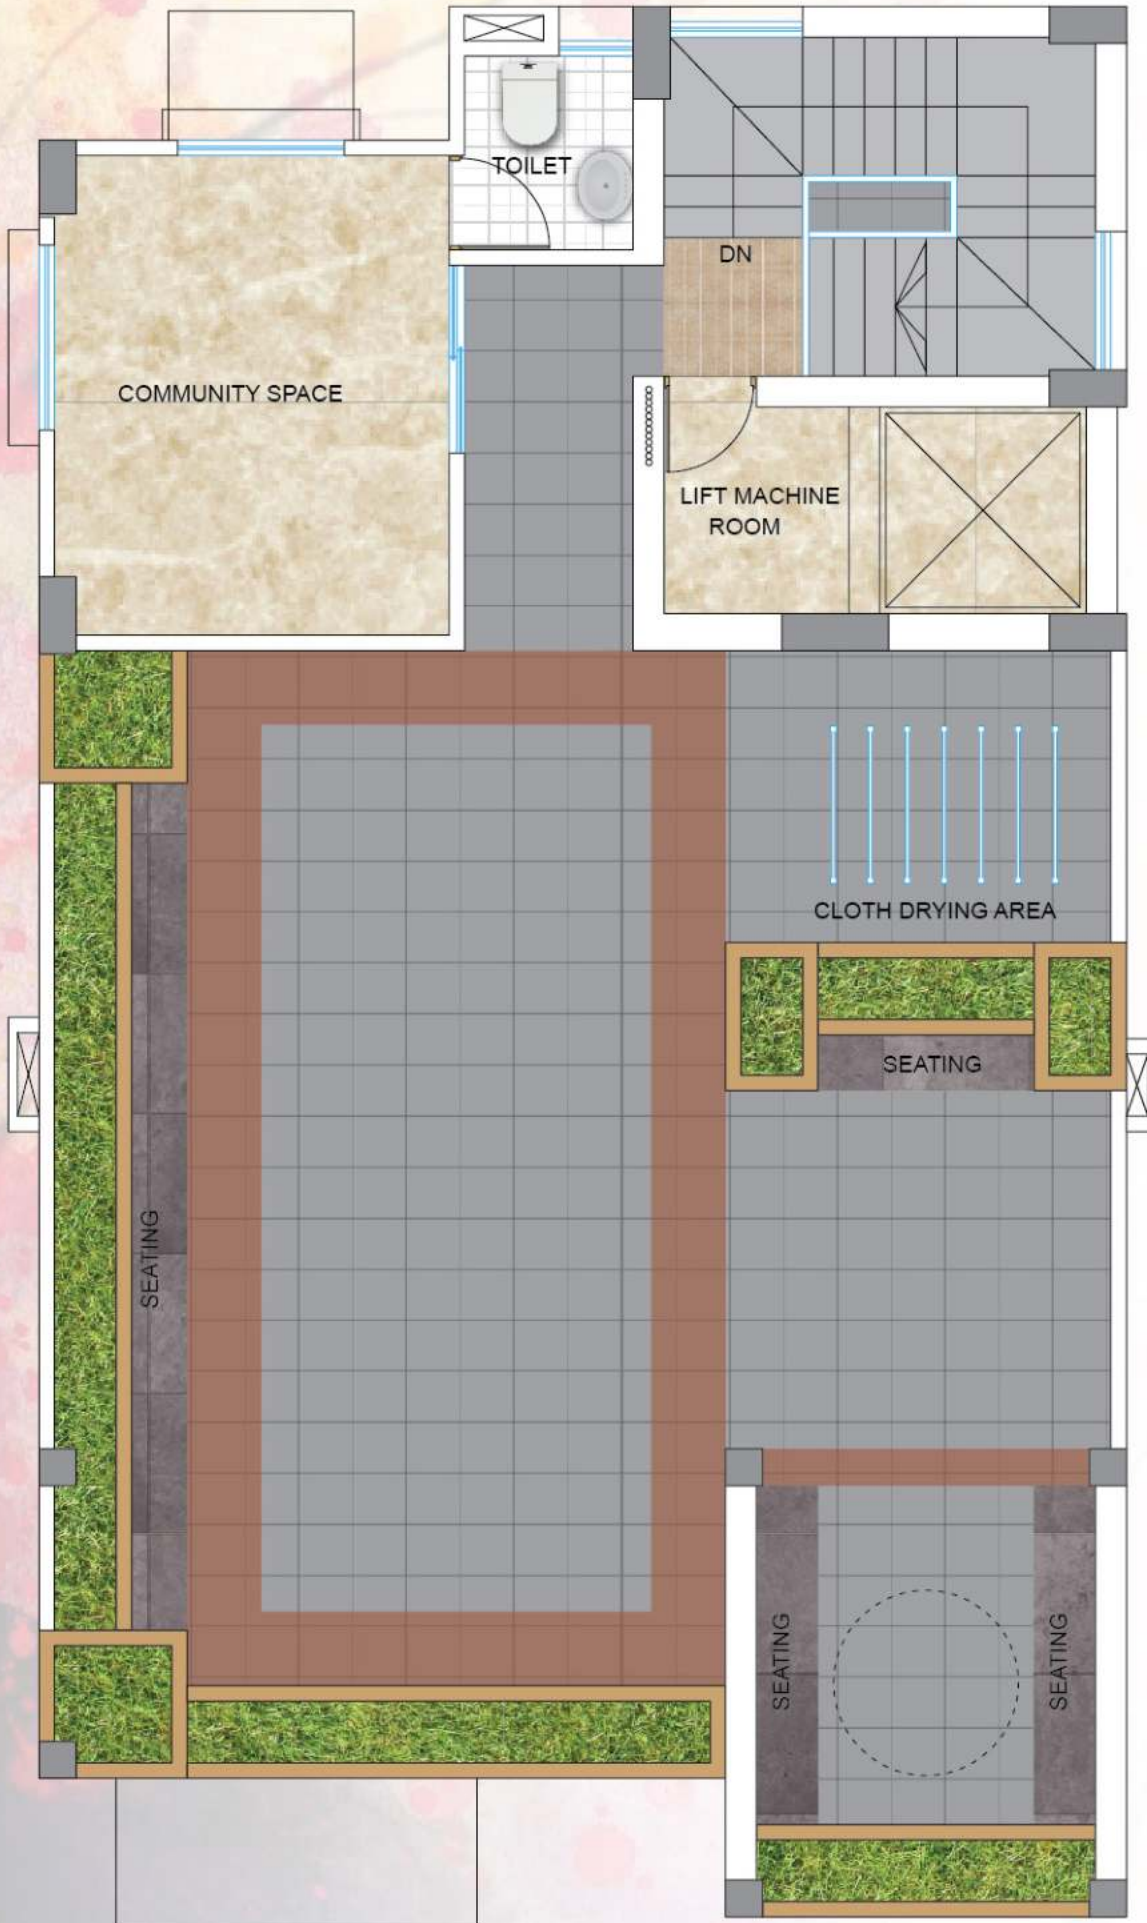 TOILET
DN
COMMUNITY SPACE
LIFT MACHINE
ROOM
CLOTH DRYING AREA
SEATING
SEATING
SEATING
SEATING